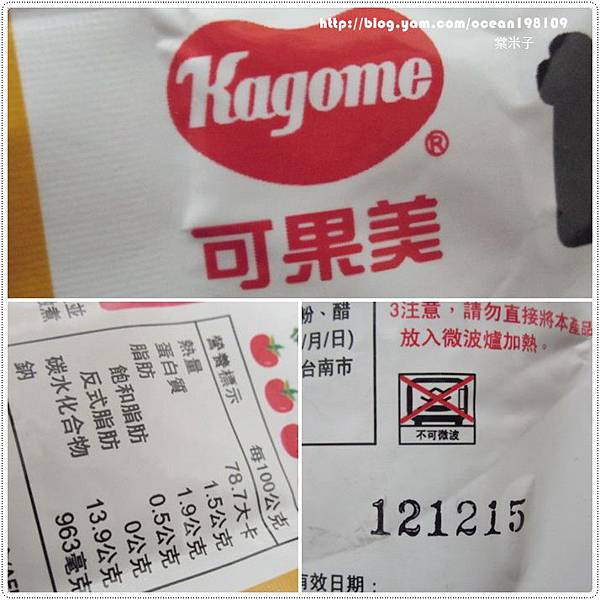 http://blog.yam.com/ocean198109
棠米子
Kagome
®
可果美
營養標示
每100公克
熱量 78.7大卡
蛋白質 1.5公克
脂肪 1.9公克
飽和脂肪 0.5公克
反式脂肪 0公克
碳水化合物 13.9公克
鈉 963毫克
粉、醋
/月/日)
台南市
3注意，請勿直接將本產品
放入微波爐加熱。
不可微波
121215
有效日期：